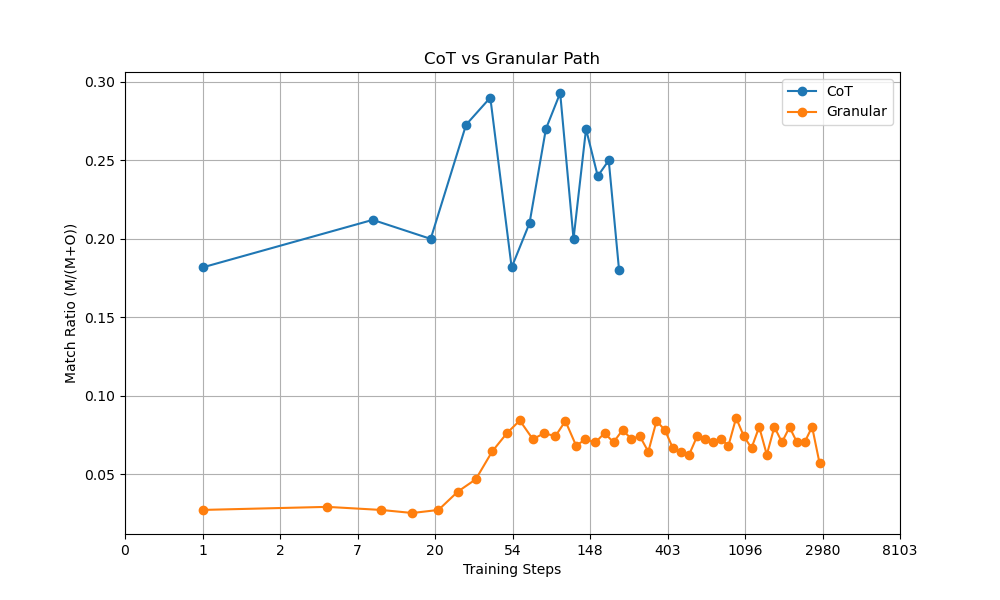 CoT vs Granular Path
0.30
0.25
0.20
0.15
0.10
0.05
Match Ratio (M/(M+O))
CoT
Granular
0 1 2 7 20 54 148 403 1096 2980 8103
Training Steps